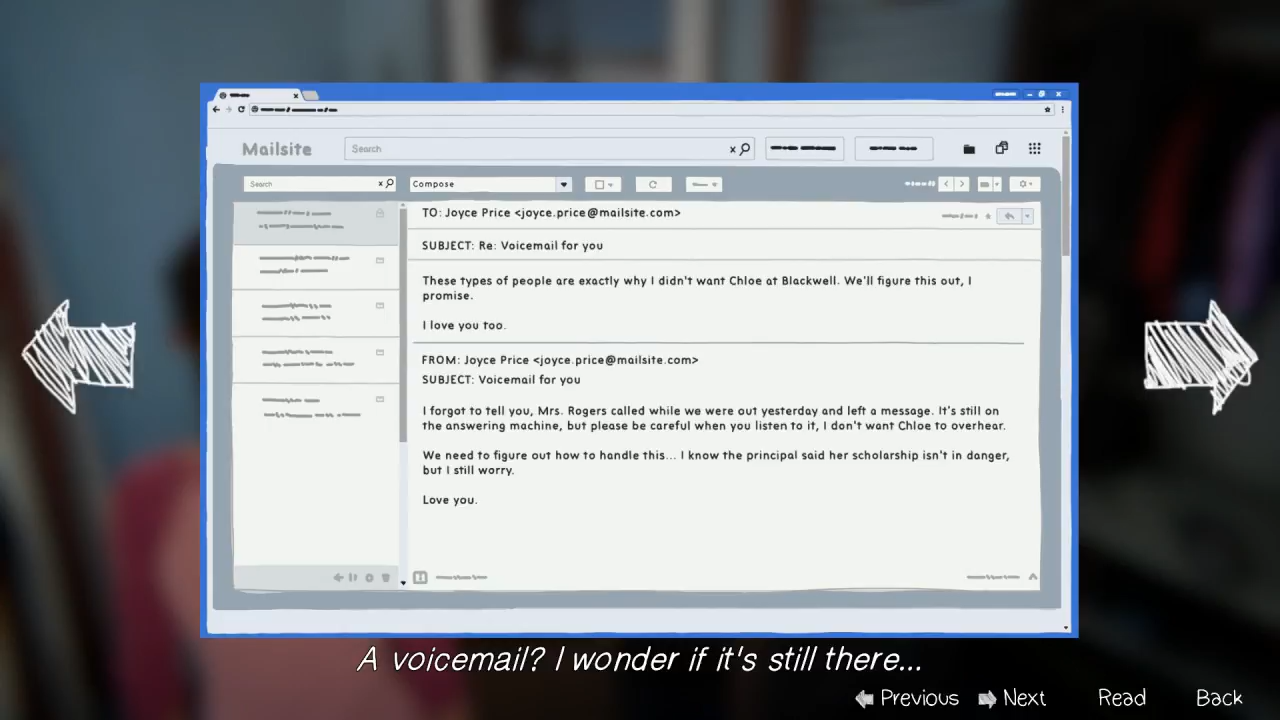 Mailsite
Search
Search
Compose
TO: Joyce Price <joyce.price@mailsite.com>
SUBJECT: Re: Voicemail for you
These types of people are exactly why I didn't want Chloe at Blackwell. We'll figure this out, I
promise.
I love you too.
FROM: Joyce Price <joyce.price@mailsite.com>
SUBJECT: Voicemail for you
I forgot to tell you, Mrs. Rogers called while we were out yesterday and left a message. It's still on
the answering machine, but please be careful when you listen to it, I don't want Chloe to overhear.
We need to figure out how to handle this... I know the principal said her scholarship isn't in danger,
but I still worry.
Love you.
A voicemail? I wonder if it's still there...
Previous Next Read Back